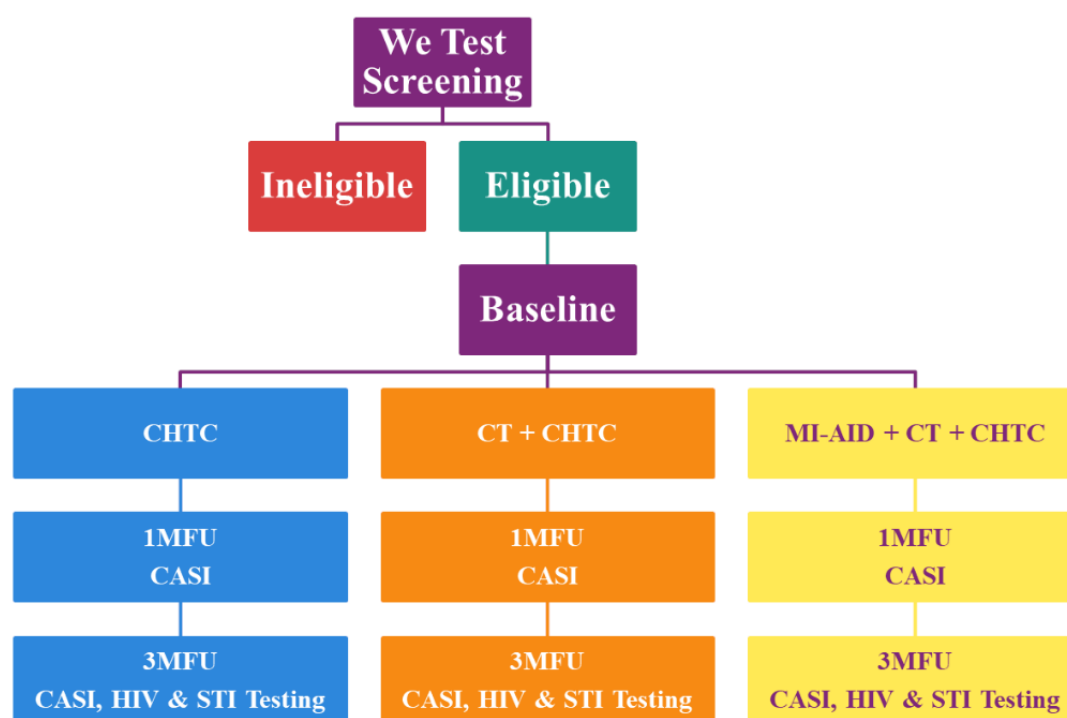 We Test
Screening
Ineligible
Eligible
Baseline
CHTC
CT + CHTC
MI-AID + CT + CHTC
1MFU
CASI
1MFU
CASI
1MFU
CASI
3MFU
CASI, HIV & STI Testing
3MFU
CASI, HIV & STI Testing
3MFU
CASI, HIV & STI Testing